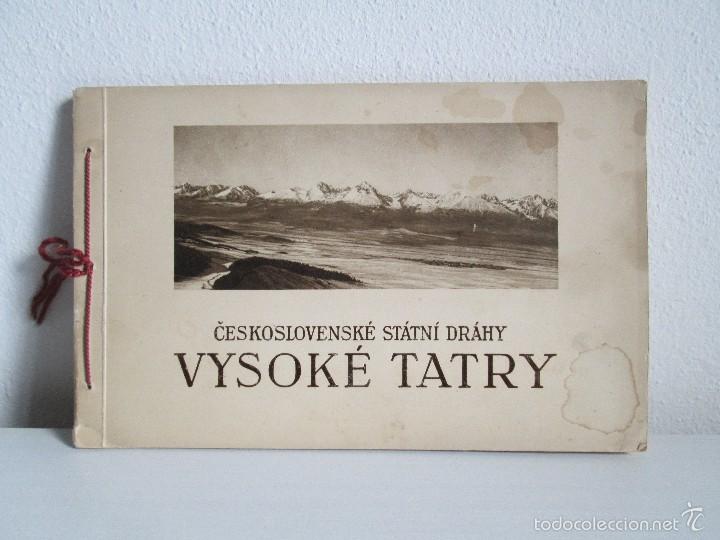 ČESKOSLOVENSKÉ STÁTNÍ DRÁHY
VYSOKÉ TATRY
todocoleccion.net